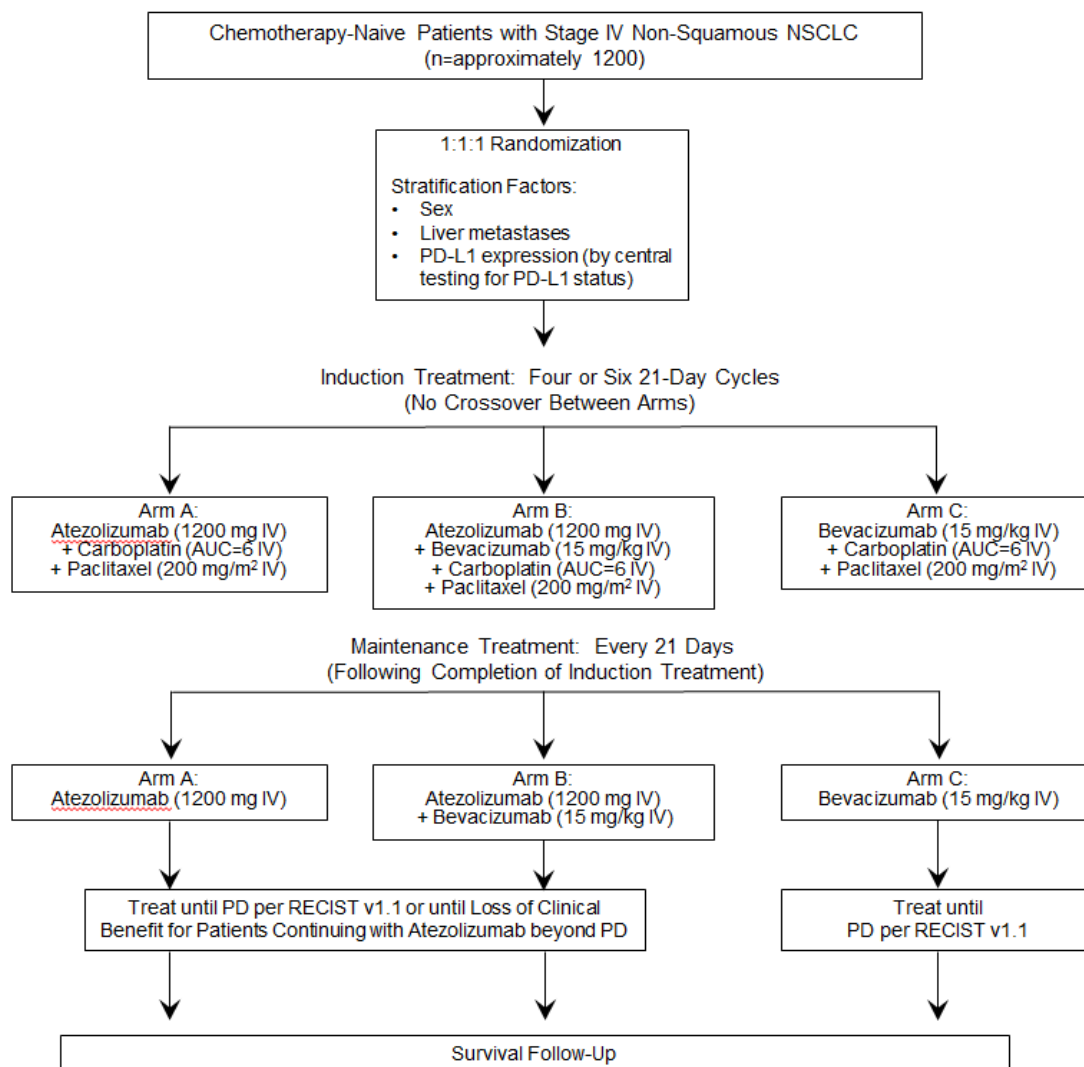 Chemotherapy-Naive Patients with Stage IV Non-Squamous NSCLC
(n=approximately 1200)
1:1:1 Randomization
Stratification Factors:
• Sex
• Liver metastases
• PD-L1 expression (by central
testing for PD-L1 status)
Induction Treatment: Four or Six 21-Day Cycles
(No Crossover Between Arms)
Arm A:
Atezolizumab (1200 mg IV)
+ Carboplatin (AUC=6 IV)
+ Paclitaxel (200 mg/m² IV)
Arm B:
Atezolizumab (1200 mg IV)
+ Bevacizumab (15 mg/kg IV)
+ Carboplatin (AUC=6 IV)
+ Paclitaxel (200 mg/m² IV)
Arm C:
Bevacizumab (15 mg/kg IV)
+ Carboplatin (AUC=6 IV)
+ Paclitaxel (200 mg/m² IV)
Maintenance Treatment: Every 21 Days
(Following Completion of Induction Treatment)
Arm A:
Atezolizumab (1200 mg IV)
Arm B:
Atezolizumab (1200 mg IV)
+ Bevacizumab (15 mg/kg IV)
Arm C:
Bevacizumab (15 mg/kg IV)
Treat until PD per RECIST v1.1 or until Loss of Clinical
Benefit for Patients Continuing with Atezolizumab beyond PD
Treat until
PD per RECIST v1.1
Survival Follow-Up